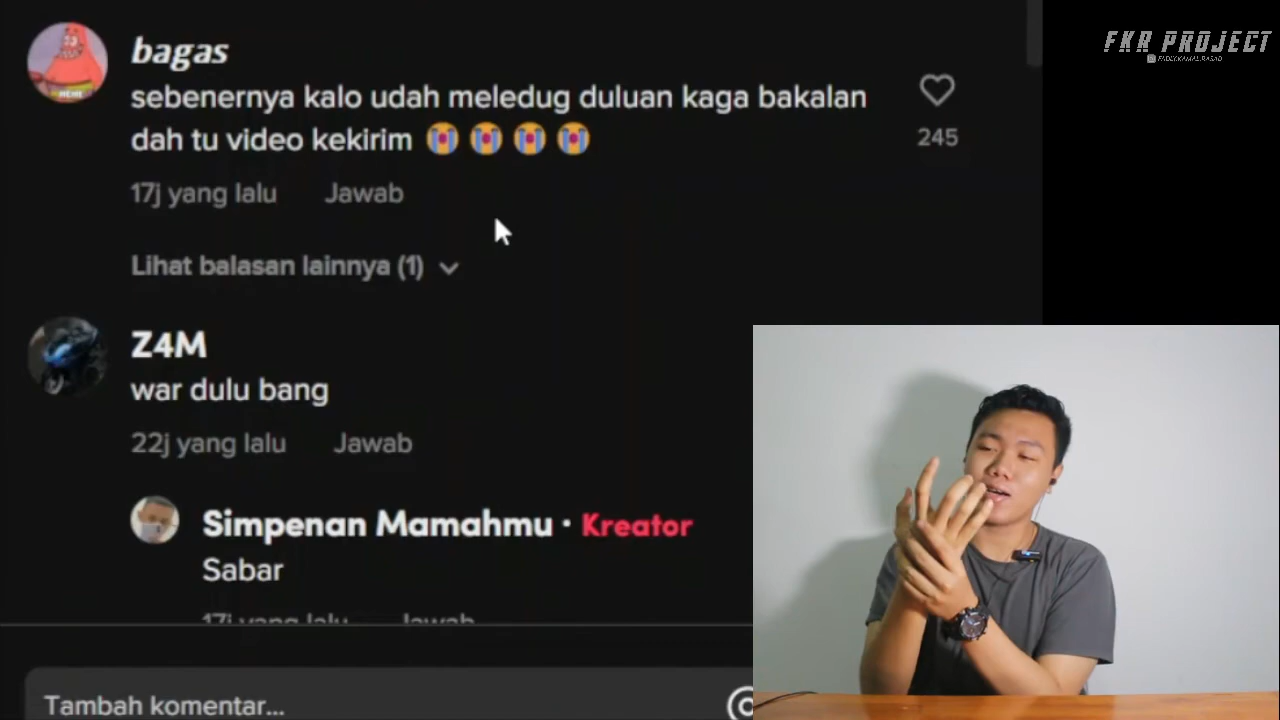 FKR PROJECT
bagas
sebenernya kalo udah meledug duluan kaga bakalan
dah tu video kekirim 😭 😭 😭 😭
245
17j yang lalu Jawab
Lihat balasan lainnya (1)
Z4M
war dulu bang
22j yang lalu Jawab
Simpenan Mamahmu · Kreator
Sabar
17j yang lalu Jawab
Tambah komentar...